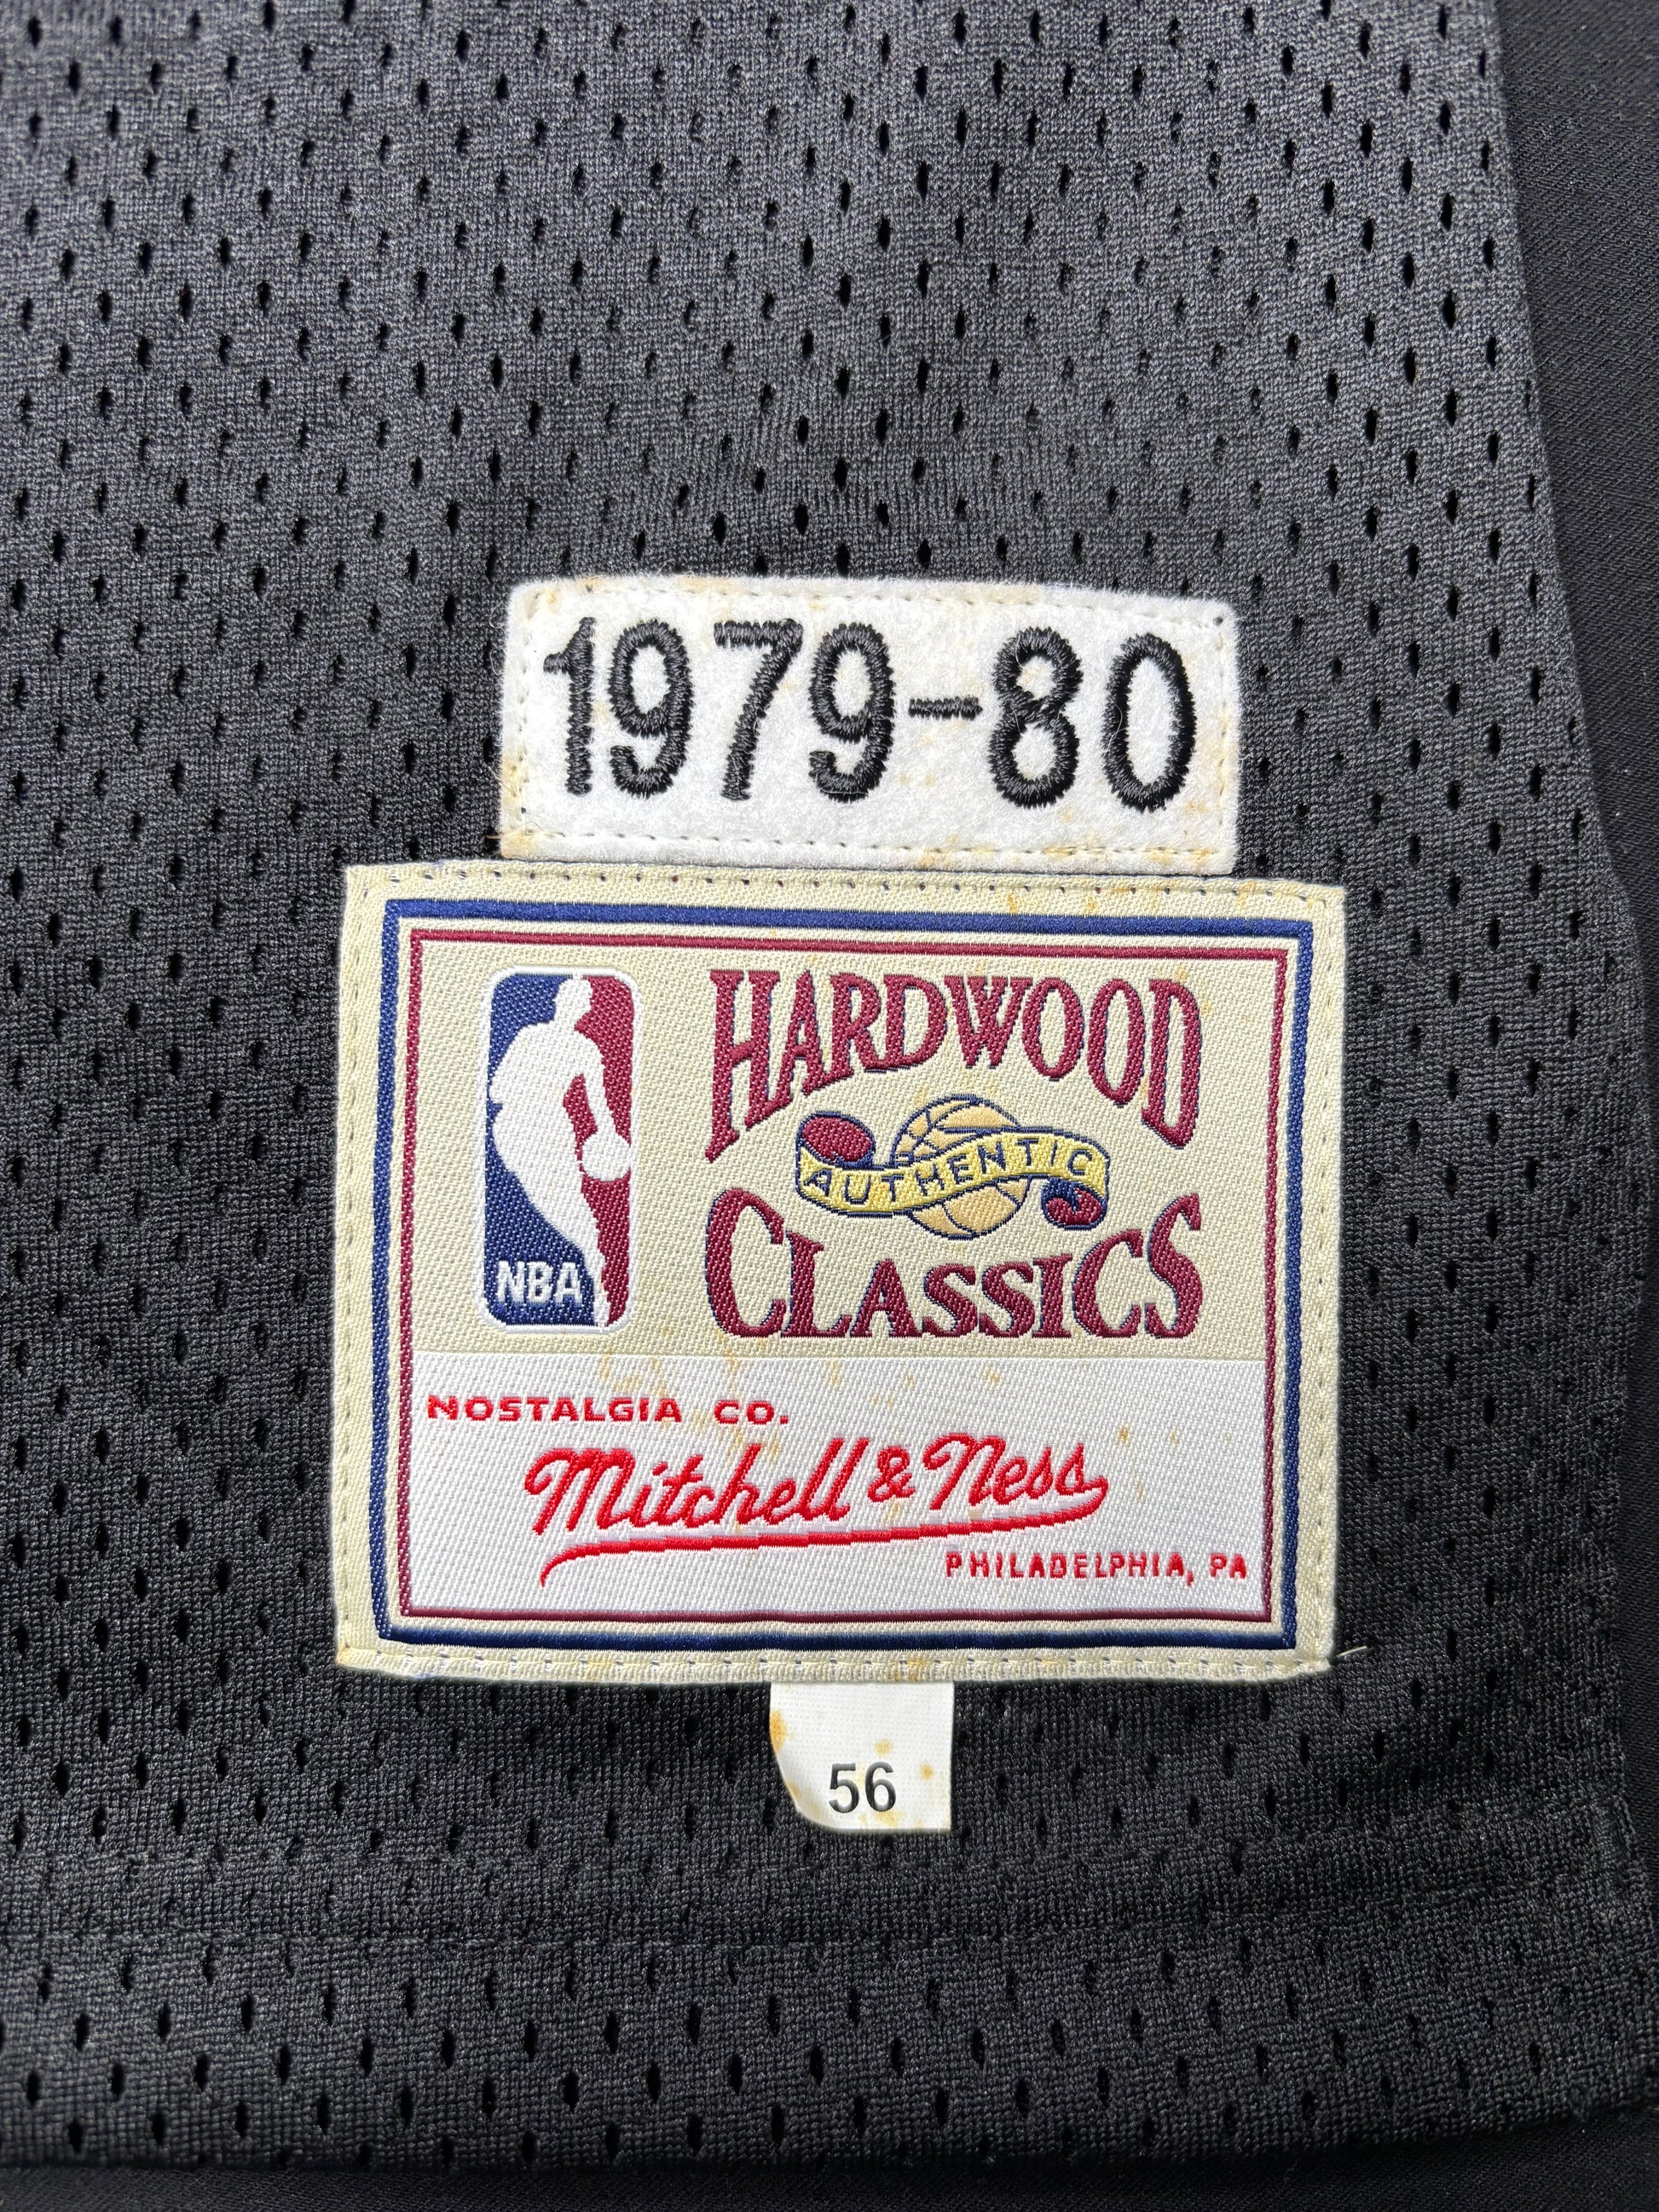 1979-80
HARDWOOD
AUTHENTIC
CLASSICS
NBA
NOSTALGIA CO.
Mitchell & Ness
PHILADELPHIA, PA
56